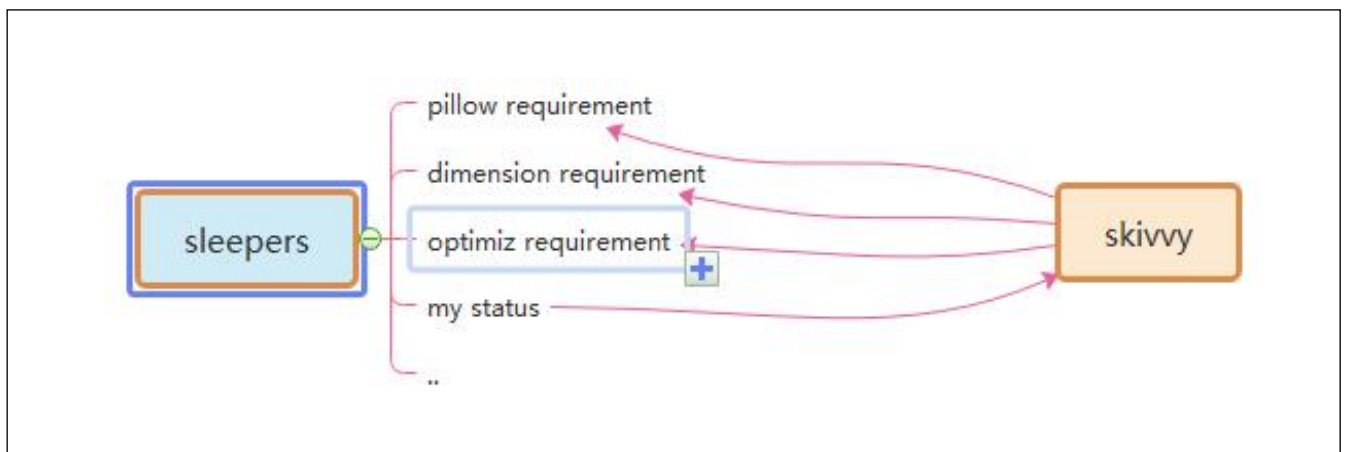 pillow requirement
dimension requirement
sleepers
optimiz requirement
skivvy
my status
..